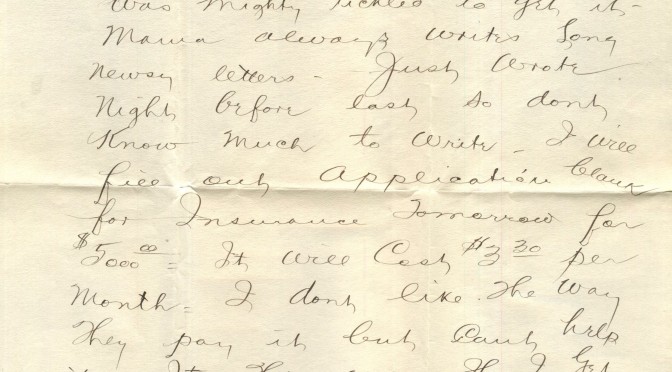 was mighty tickled to get it -
Mama always writes long
newsy letters - Just wrote
Night before last so dont
Know much to write - I will
fill out Application blank
for Insurance Tomorrow for
$5000.00 = It will Cost $3.30 per
Month = I dont like. The way
They pay it but Cant help
If I get